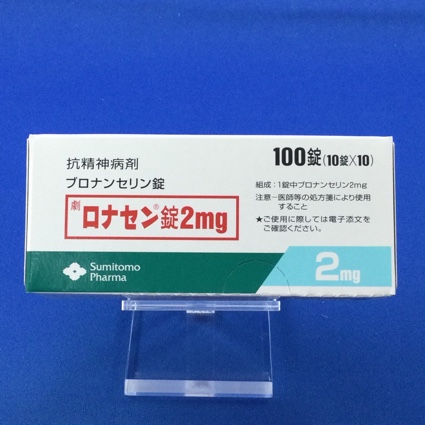 抗精神病剤
ブロナンセリン錠
劇 ロナセン®錠2mg
100錠(10錠×10)
組成:1錠中ブロナンセリン2mg
注意-医師等の処方箋により使用
すること
★ご使用に際しては電子添文を
ご確認ください。
2mg
Sumitomo
Pharma